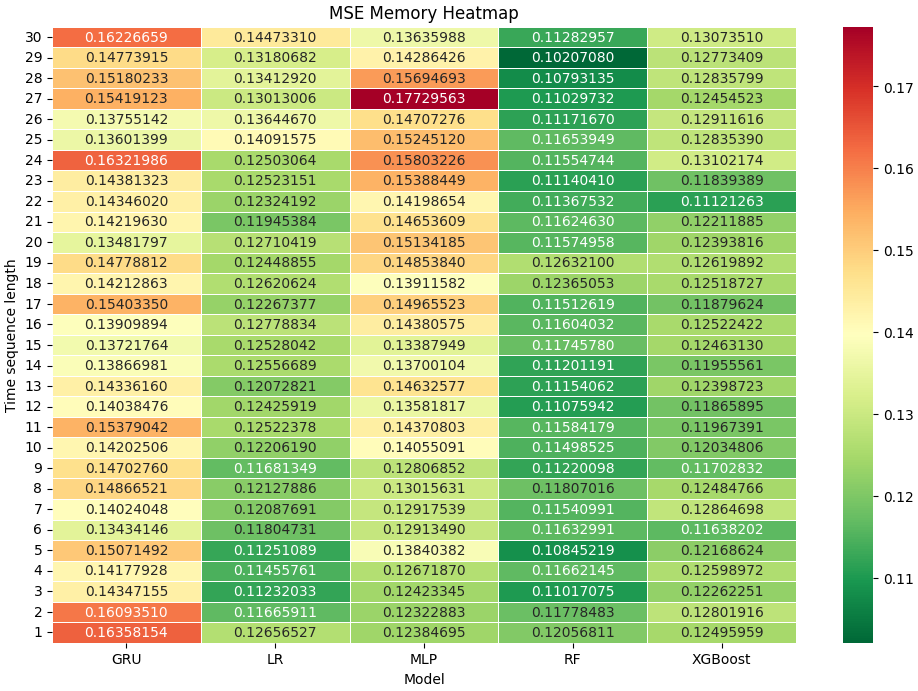 MSE Memory Heatmap
30 0.16226659 0.14473310 0.13635988 0.11282957 0.13073510
29 0.14773915 0.13180682 0.14286426 0.10207080 0.12773409
28 0.15180233 0.13412920 0.15694693 0.10793135 0.12835799
27 0.15419123 0.13013006 0.17729563 0.11029732 0.12454523
26 0.13755142 0.13644670 0.14707276 0.11171670 0.12911616
25 0.13601399 0.14091575 0.15245120 0.11653949 0.12835390
24 0.16321986 0.12503064 0.15803226 0.11554744 0.13102174
23 0.14381323 0.12523151 0.15388449 0.11140410 0.11839389
22 0.14346020 0.12324192 0.14198654 0.11367532 0.11121263
21 0.14219630 0.11945384 0.14653609 0.11624630 0.12211885
20 0.13481797 0.12710419 0.15134185 0.11574958 0.12393816
19 0.14778812 0.12448855 0.14853840 0.12632100 0.12619892
18 0.14212863 0.12620624 0.13911582 0.12365053 0.12518727
17 0.15403350 0.12267377 0.14965523 0.11512619 0.11879624
16 0.13909894 0.12778834 0.14380575 0.11604032 0.12522422
15 0.13721764 0.12528042 0.13387949 0.11745780 0.12463130
14 0.13866981 0.12556689 0.13700104 0.11201191 0.11955561
13 0.14336160 0.12072821 0.14632577 0.11154062 0.12398723
12 0.14038476 0.12425919 0.13581817 0.11075942 0.11865895
11 0.15379042 0.12522378 0.14370803 0.11584179 0.11967391
10 0.14202506 0.12206190 0.14055091 0.11498525 0.12034806
9 0.14702760 0.11681349 0.12806852 0.11220098 0.11702832
8 0.14866521 0.12127886 0.13015631 0.11807016 0.12484766
7 0.14024048 0.12087691 0.12917539 0.11540991 0.12864698
6 0.13434146 0.11804731 0.12913490 0.11632991 0.11638202
5 0.15071492 0.11251089 0.13840382 0.10845219 0.12168624
4 0.14177928 0.11455761 0.12671870 0.11662145 0.12598972
3 0.14347155 0.11232033 0.12423345 0.11017075 0.12262251
2 0.16093510 0.11665911 0.12322883 0.11778483 0.12801916
1 0.16358154 0.12656527 0.12384695 0.12056811 0.12495959
GRU LR MLP RF XGBoost
Model
Time sequence length
0.17
0.16
0.15
0.14
0.13
0.12
0.11